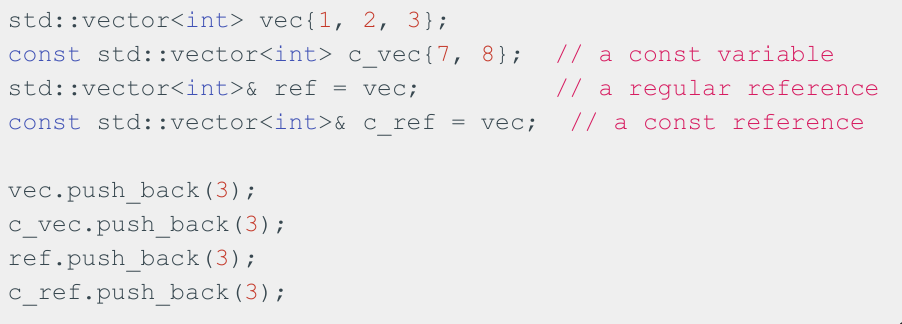 std::vector<int> vec{1, 2, 3};
const std::vector<int> c_vec{7, 8};  // a const variable
std::vector<int>& ref = vec;         // a regular reference
const std::vector<int>& c_ref = vec;  // a const reference

vec.push_back(3);
c_vec.push_back(3);
ref.push_back(3);
c_ref.push_back(3);